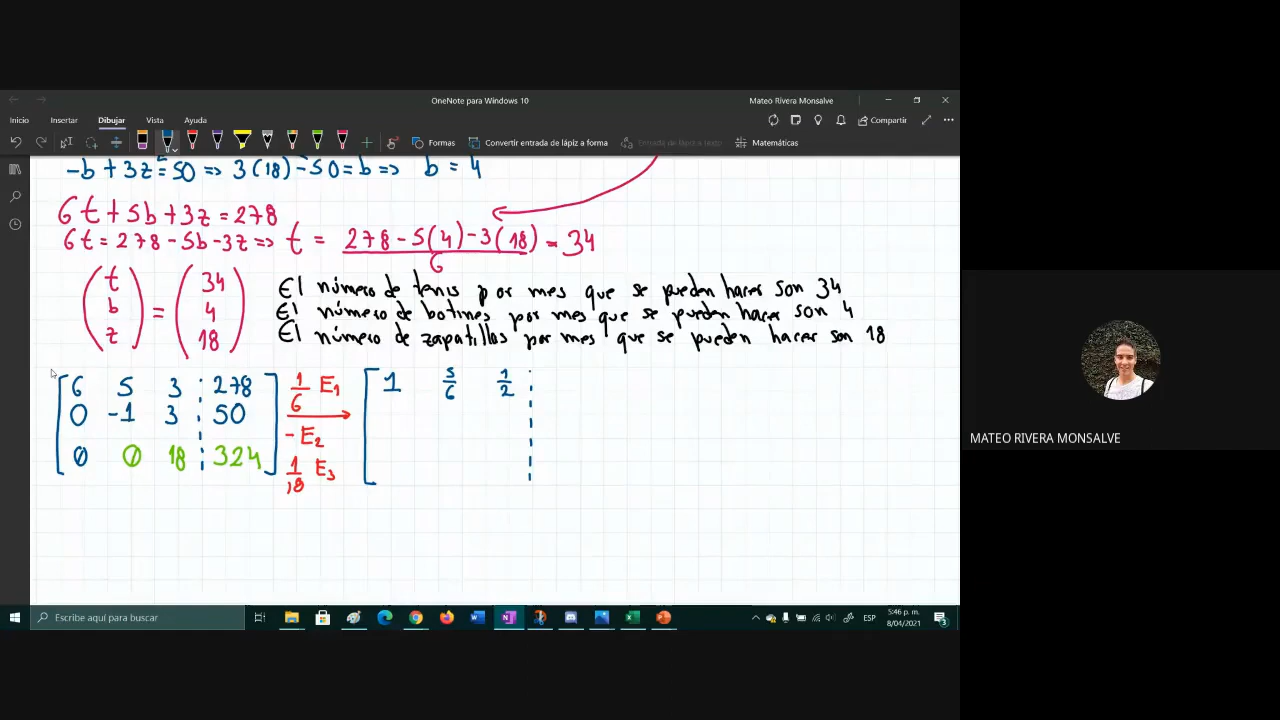 OneNote para Windows 10
Mateo Rivera Monsalve
Inicio Insertar Dibujar Vista Ayuda
Compartir
Formas
Convertir entrada de lápiz a forma
Entrada de lápiz a texto
Matemáticas
-b + 3z = 50 => 3(18) - 50 = b => b = 4
6t + 5b + 3z = 278
6t = 278 - 5b - 3z => t = 278 - 5(4) - 3(18) / 6 = 34
t 34
b = 4
z 18
El número de tenis por mes que se pueden hacer son 34
El número de botines por mes que se pueden hacer son 4
El número de zapatillas por mes que se pueden hacer son 18
6 5 3 278
0 -1 3 50
0 0 18 324
1/6 E1
- E2
1/18 E3
1 5/6 1/2
MATEO RIVERA MONSALVE
Escribe aquí para buscar
ESP
5:46 p. m.
8/04/2021
3